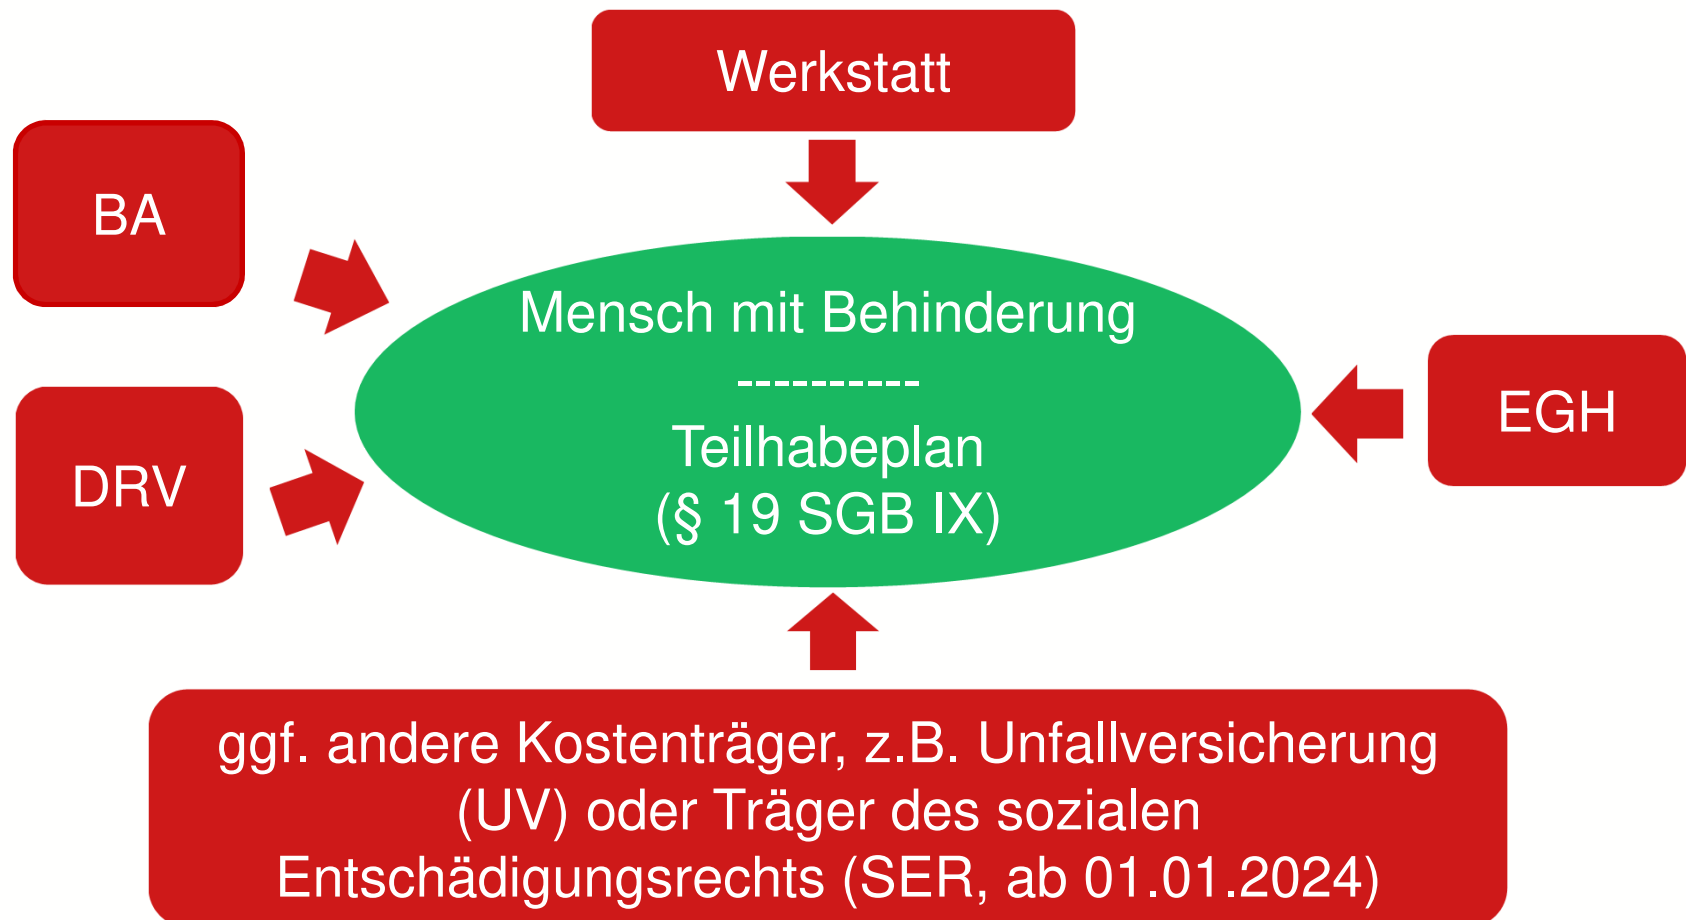 Werkstatt
BA
Mensch mit Behinderung
----------
Teilhabeplan
(§ 19 SGB IX)
EGH
DRV
ggf. andere Kostenträger, z.B. Unfallversicherung
(UV) oder Träger des sozialen
Entschädigungsrechts (SER, ab 01.01.2024)